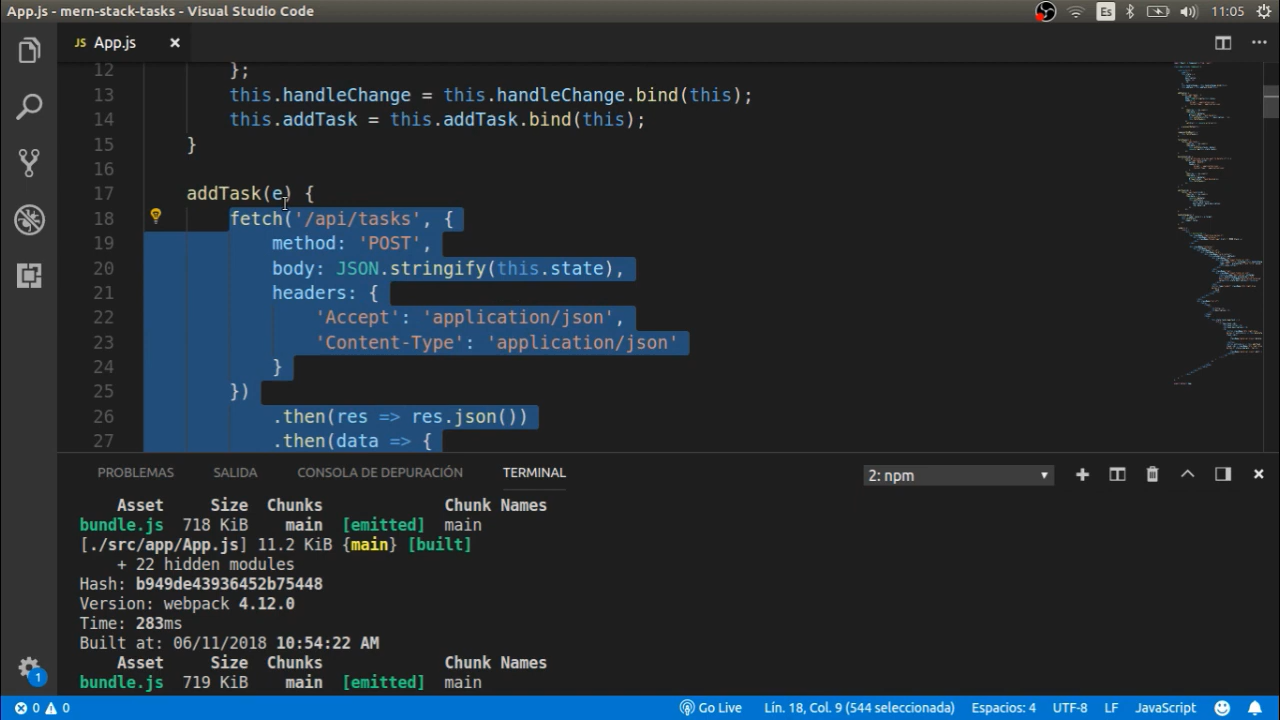 App.js - mern-stack-tasks - Visual Studio Code
Es
11:05
JS App.js
12 };
13 this.handleChange = this.handleChange.bind(this);
14 this.addTask = this.addTask.bind(this);
15 }
16
17 addTask(e) {
18 fetch('/api/tasks', {
19 method: 'POST',
20 body: JSON.stringify(this.state),
21 headers: {
22 'Accept': 'application/json',
23 'Content-Type': 'application/json'
24 }
25 })
26 .then(res => res.json())
27 .then(data => {
PROBLEMAS SALIDA CONSOLA DE DEPURACIÓN TERMINAL 2: npm
Asset Size Chunks Chunk Names
bundle.js 718 KiB main [emitted] main
[./src/app/App.js] 11.2 KiB {main} [built]
+ 22 hidden modules
Hash: b949de43936452b75448
Version: webpack 4.12.0
Time: 283ms
Built at: 06/11/2018 10:54:22 AM
Asset Size Chunks Chunk Names
bundle.js 719 KiB main [emitted] main
1
0 0 Go Live Lín. 18, Col. 9 (544 seleccionada) Espacios: 4 UTF-8 LF JavaScript